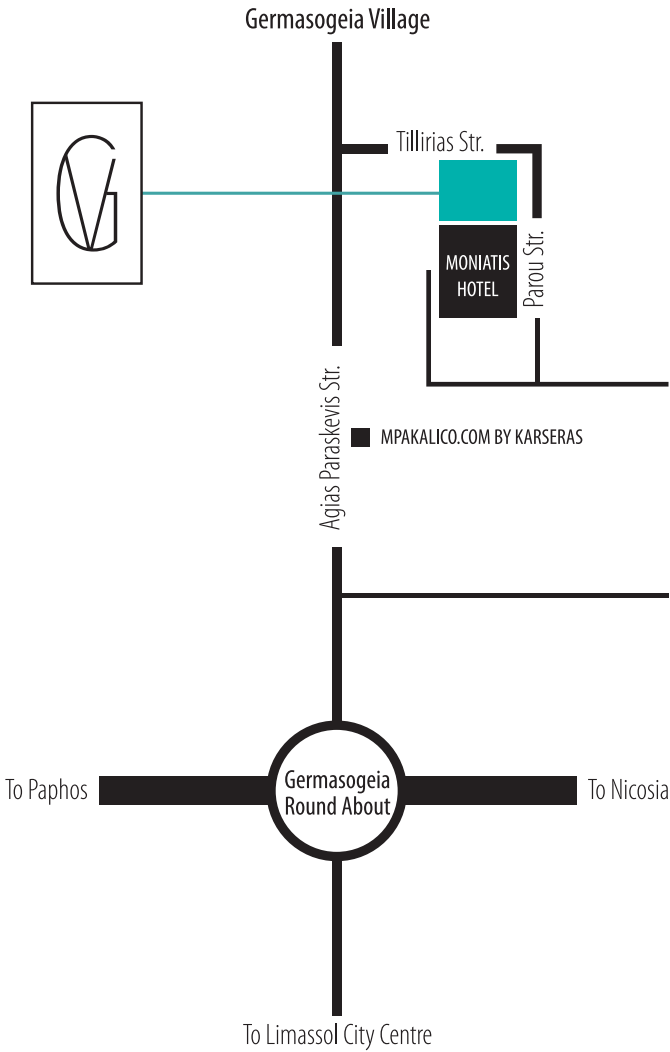 Germasogeia Village
Tillirias Str.
GV
MONIATIS
HOTEL
Parou Str.
Agias Paraskevis Str.
MPAKALICO.COM BY KARSERAS
To Paphos
Germasogeia
Round About
To Nicosia
To Limassol City Centre